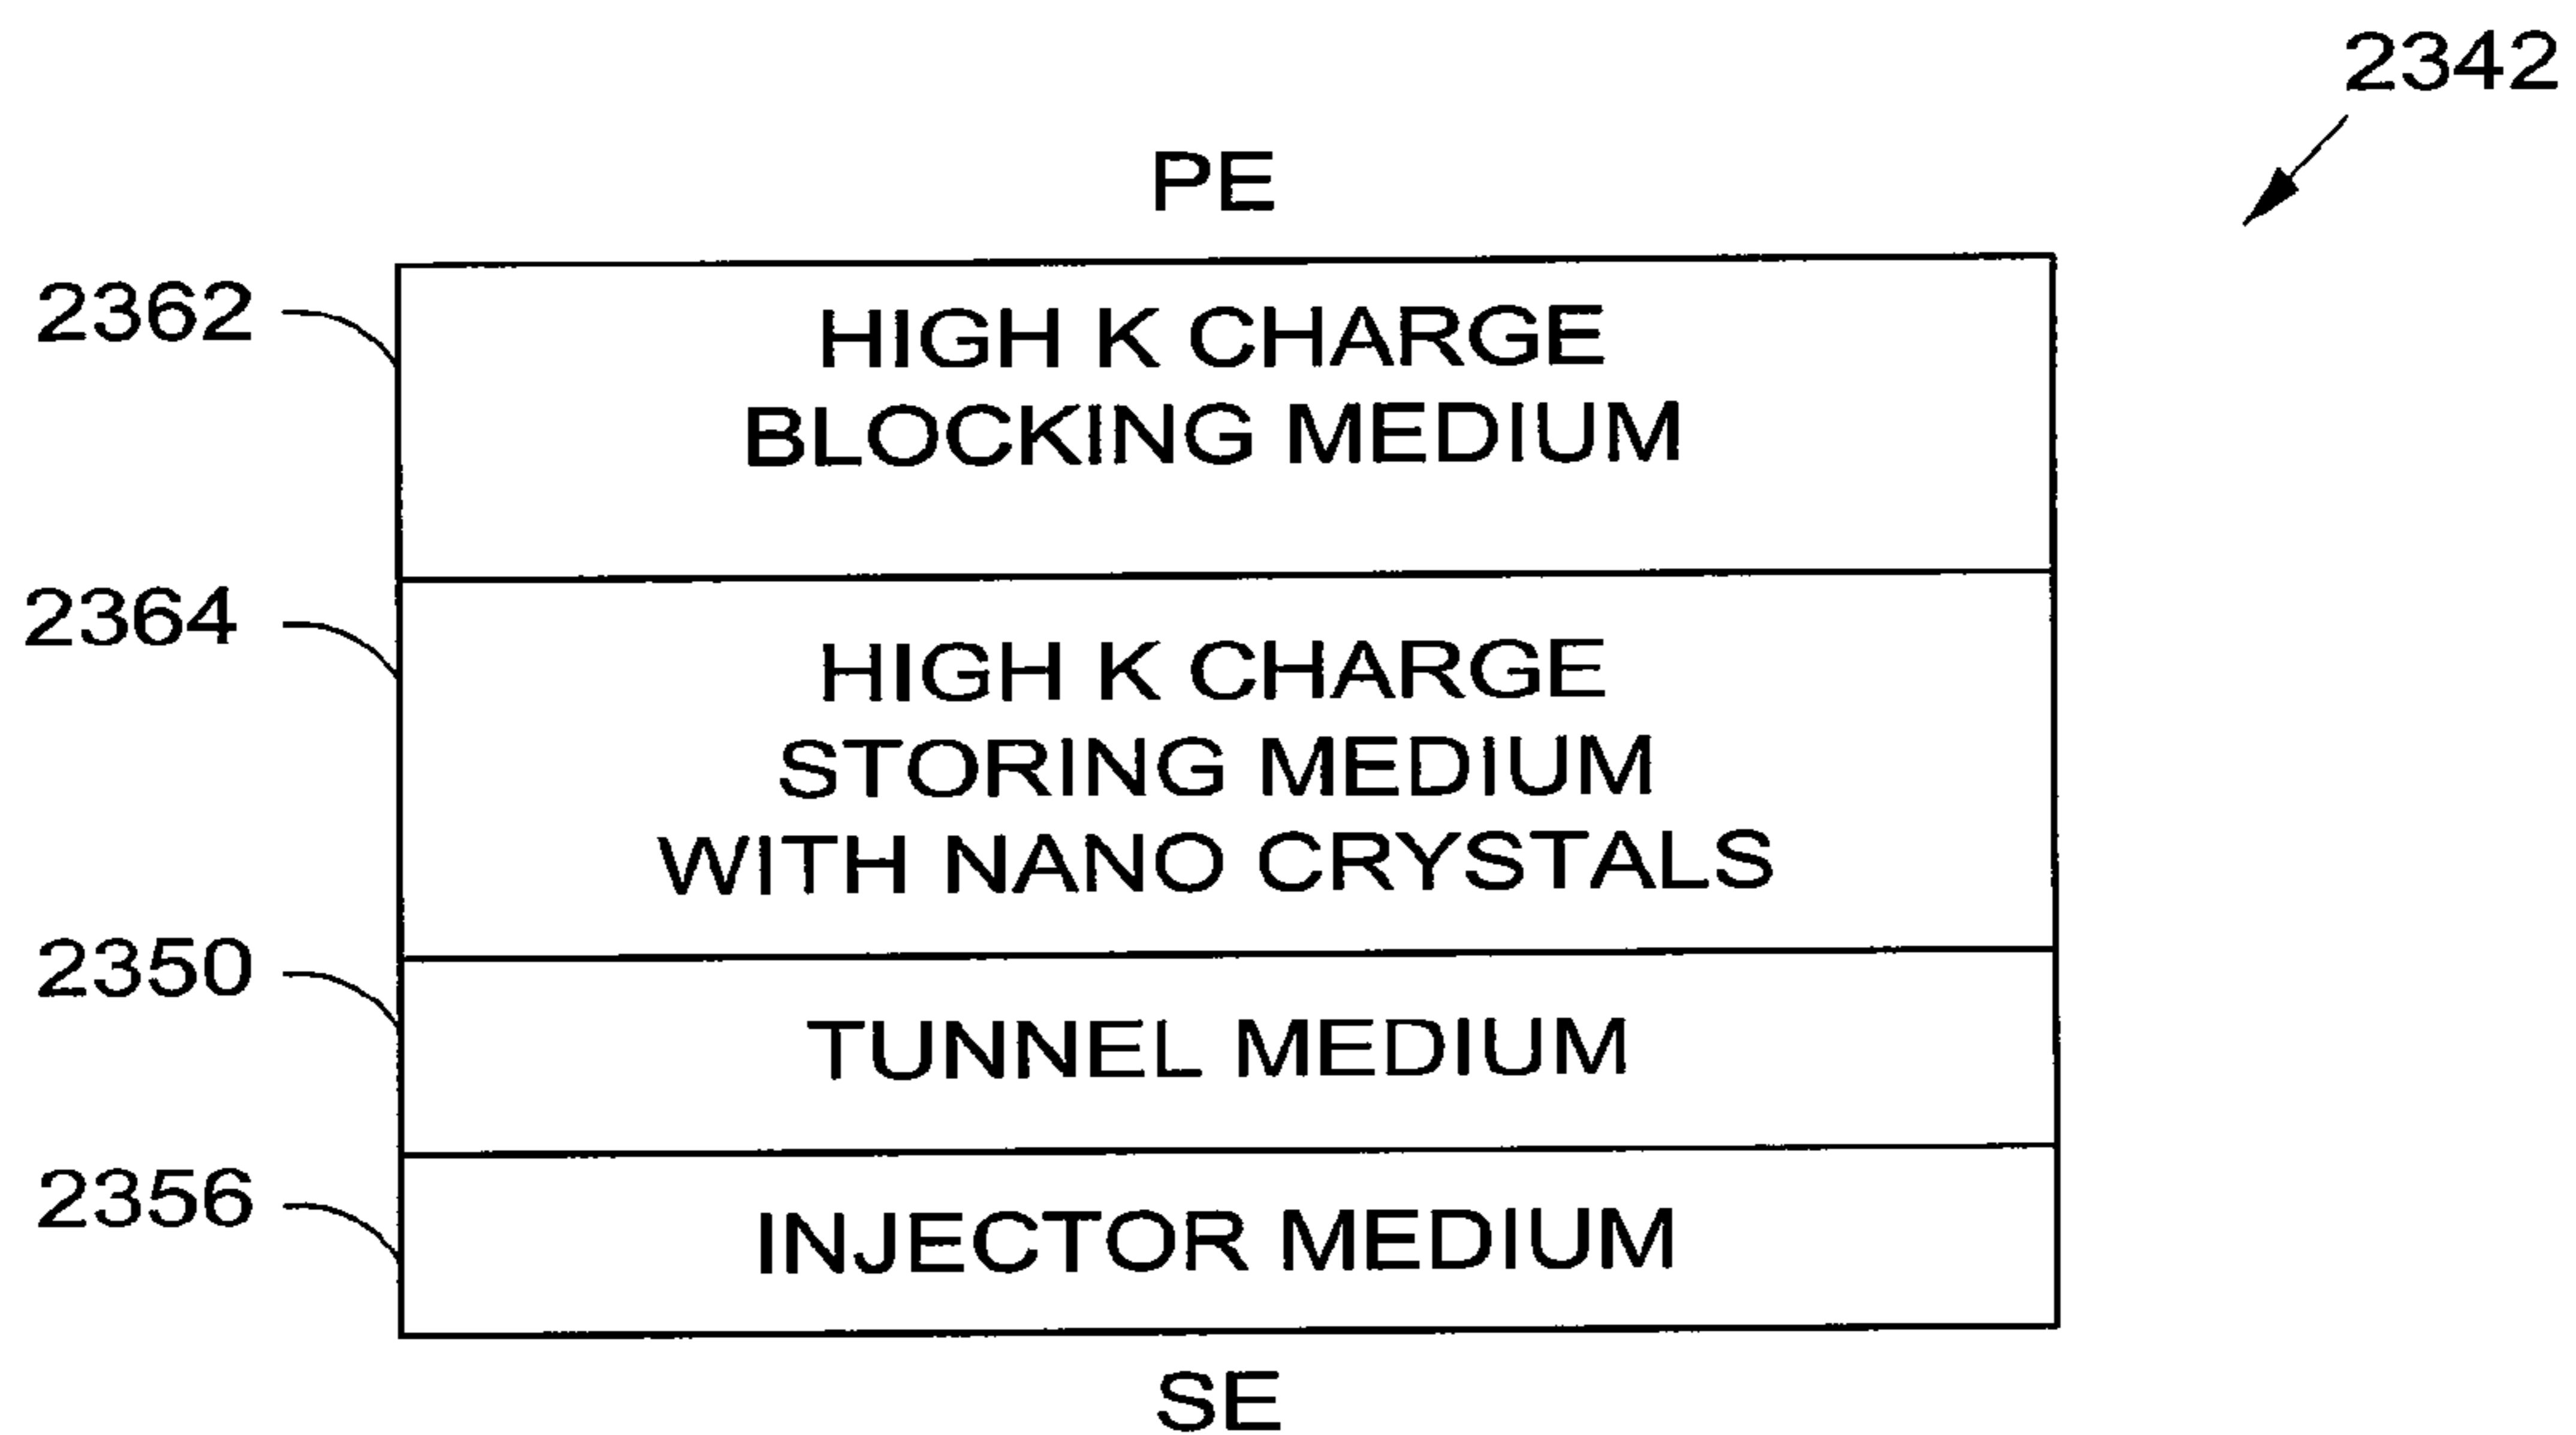 2342
PE
2362
HIGH K CHARGE
BLOCKING MEDIUM
2364
HIGH K CHARGE
STORING MEDIUM
WITH NANO CRYSTALS
2350
TUNNEL MEDIUM
2356
INJECTOR MEDIUM
SE